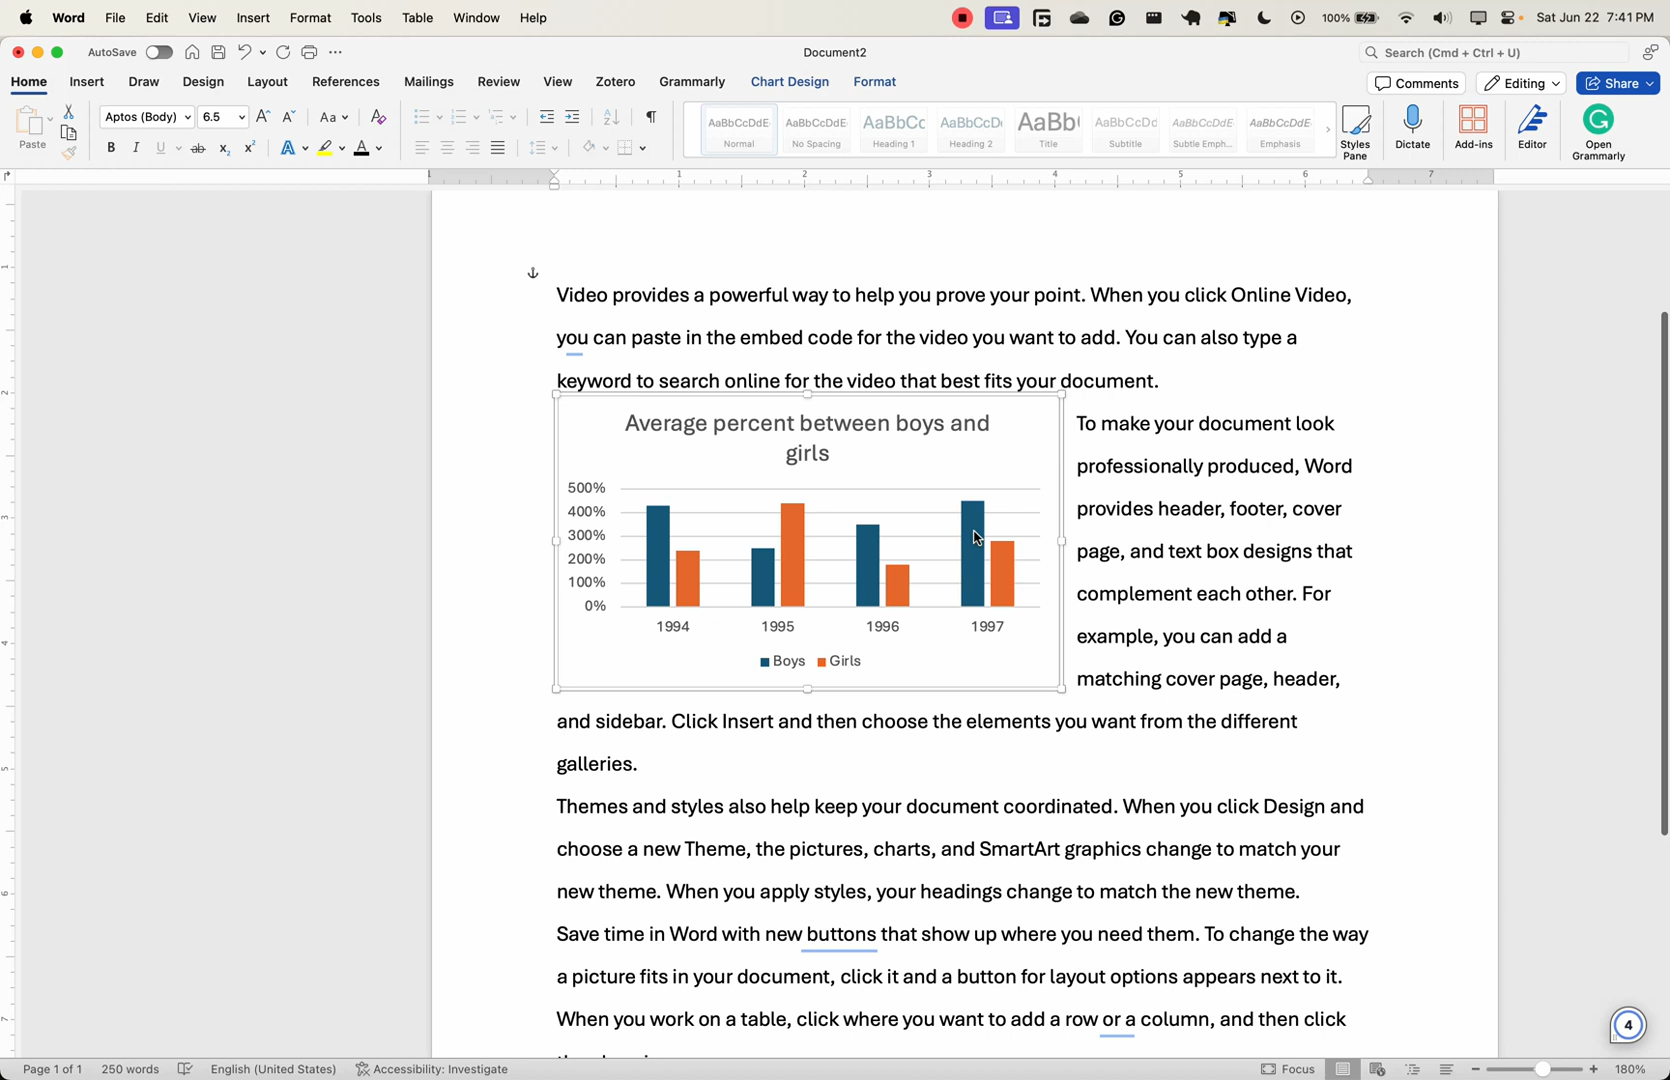 Word File Edit View Insert Format Tools Table Window Help 100% Sat Jun 22 7:41 PM
AutoSave Document2 Search (Cmd + Ctrl + U)
Home Insert Draw Design Layout References Mailings Review View Zotero Grammarly Chart Design Format Comments Editing Share
Aptos (Body) 6.5
AaBbCcDdE AaBbCcDdE AaBbCc AaBbCcDc AaBb( AaBbCcDd AaBbCcDdE AaBbCcDdE
Paste Normal No Spacing Heading 1 Heading 2 Title Subtitle Subtle Emph... Emphasis Styles Pane Dictate Add-ins Editor Open Grammarly
1 1 2 3 4 5 6 7
Video provides a powerful way to help you prove your point. When you click Online Video,
you can paste in the embed code for the video you want to add. You can also type a
keyword to search online for the video that best fits your document.
Average percent between boys and
girls
500%
400%
300%
200%
100%
0%
1994 1995 1996 1997
Boys Girls
To make your document look
professionally produced, Word
provides header, footer, cover
page, and text box designs that
complement each other. For
example, you can add a
matching cover page, header,
and sidebar. Click Insert and then choose the elements you want from the different
galleries.
Themes and styles also help keep your document coordinated. When you click Design and
choose a new Theme, the pictures, charts, and SmartArt graphics change to match your
new theme. When you apply styles, your headings change to match the new theme.
Save time in Word with new buttons that show up where you need them. To change the way
a picture fits in your document, click it and a button for layout options appears next to it.
When you work on a table, click where you want to add a row or a column, and then click
4
Page 1 of 1 250 words English (United States) Accessibility: Investigate Focus 180%